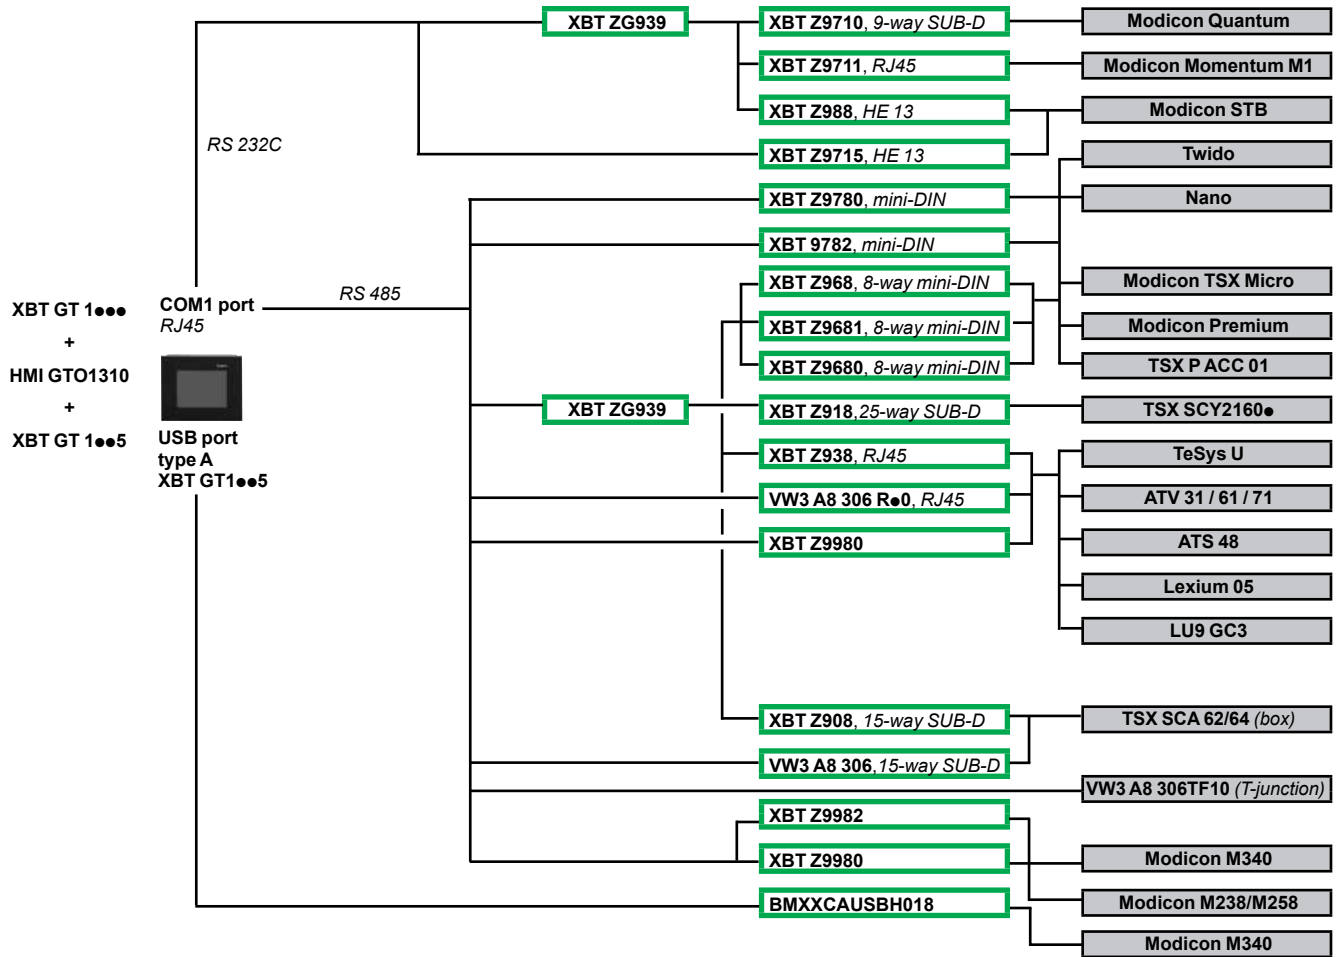 XBT ZG939
XBT Z9710, 9-way SUB-D
Modicon Quantum
XBT Z9711, RJ45
Modicon Momentum M1
XBT Z988, HE 13
Modicon STB
RS 232C
XBT Z9715, HE 13
Twido
XBT Z9780, mini-DIN
Nano
XBT 9782, mini-DIN
XBT Z968, 8-way mini-DIN
Modicon TSX Micro
RS 485
XBT GT 1●●●
COM1 port
RJ45
XBT Z9681, 8-way mini-DIN
Modicon Premium
+
HMI GTO1310
XBT Z9680, 8-way mini-DIN
TSX P ACC 01
+
XBT ZG939
XBT Z918,25-way SUB-D
TSX SCY2160●
XBT GT 1●●5
USB port
type A
XBT GT1●●5
XBT Z938, RJ45
TeSys U
VW3 A8 306 R●0, RJ45
ATV 31 / 61 / 71
XBT Z9980
ATS 48
Lexium 05
LU9 GC3
XBT Z908, 15-way SUB-D
TSX SCA 62/64 (box)
VW3 A8 306,15-way SUB-D
VW3 A8 306TF10 (T-junction)
XBT Z9982
XBT Z9980
Modicon M340
BMXXCAUSBH018
Modicon M238/M258
Modicon M340